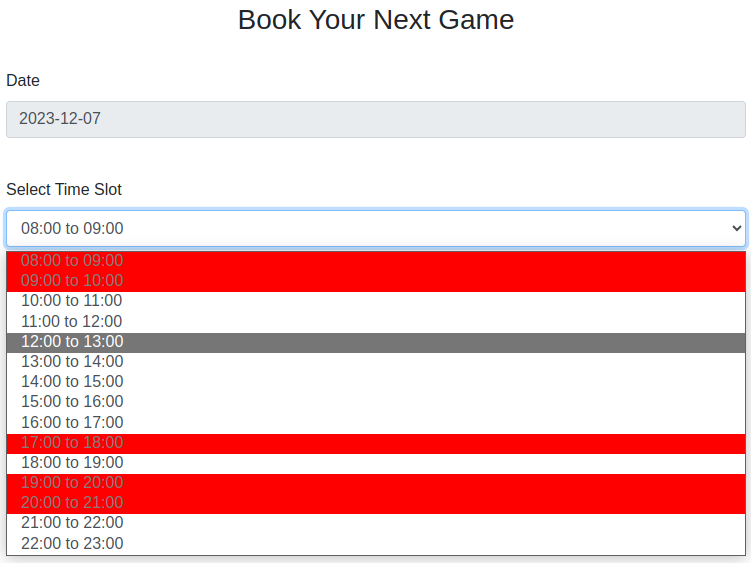 Book Your Next Game
Date
2023-12-07
Select Time Slot
08:00 to 09:00
08:00 to 09:00
09:00 to 10:00
10:00 to 11:00
11:00 to 12:00
12:00 to 13:00
13:00 to 14:00
14:00 to 15:00
15:00 to 16:00
16:00 to 17:00
17:00 to 18:00
18:00 to 19:00
19:00 to 20:00
20:00 to 21:00
21:00 to 22:00
22:00 to 23:00